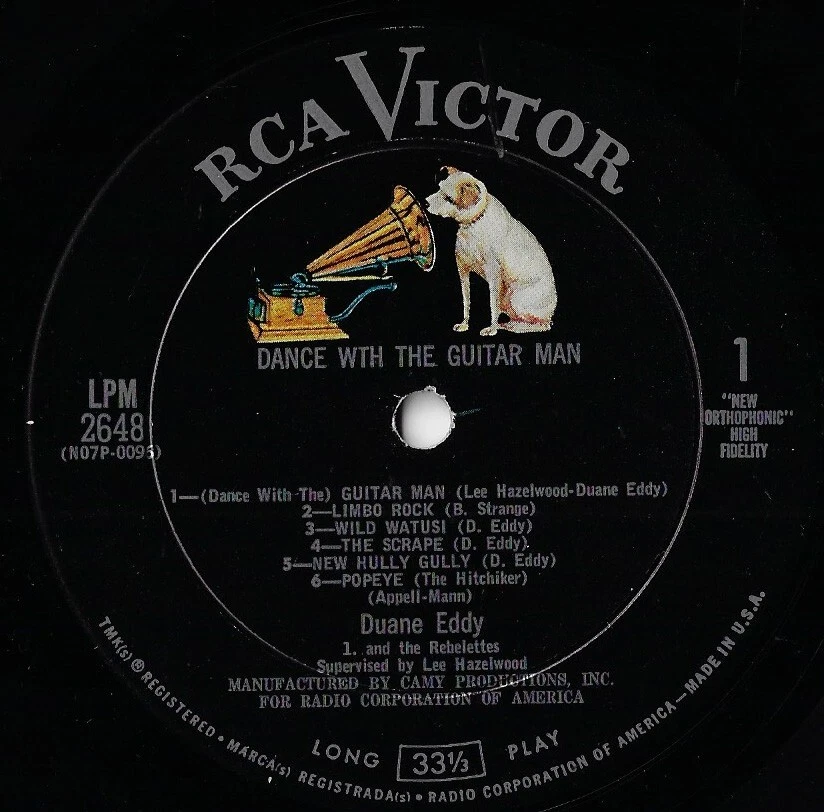 RCA VICTOR
DANCE WTH THE GUITAR MAN
LPM
2648
(N07P-0095)
1
"NEW
ORTHOPHONIC"
HIGH
FIDELITY
1—(Dance With The) GUITAR MAN (Lee Hazelwood-Duane Eddy)
2—LIMBO ROCK (B. Strange)
3—WILD WATUSI (D. Eddy)
4—THE SCRAPE (D. Eddy)
5—NEW HULLY GULLY (D. Eddy)
6—POPEYE (The Hitchiker)
(Appell-Mann)
Duane Eddy
1. and the Rebelettes
Supervised by Lee Hazelwood
MANUFACTURED BY CAMY PRODUCTIONS, INC.
FOR RADIO CORPORATION OF AMERICA
LONG 33⅓ PLAY
TMK(s) ® REGISTERED • MARCA(s) REGISTRADA(s) • RADIO CORPORATION OF AMERICA—MADE IN U.S.A.